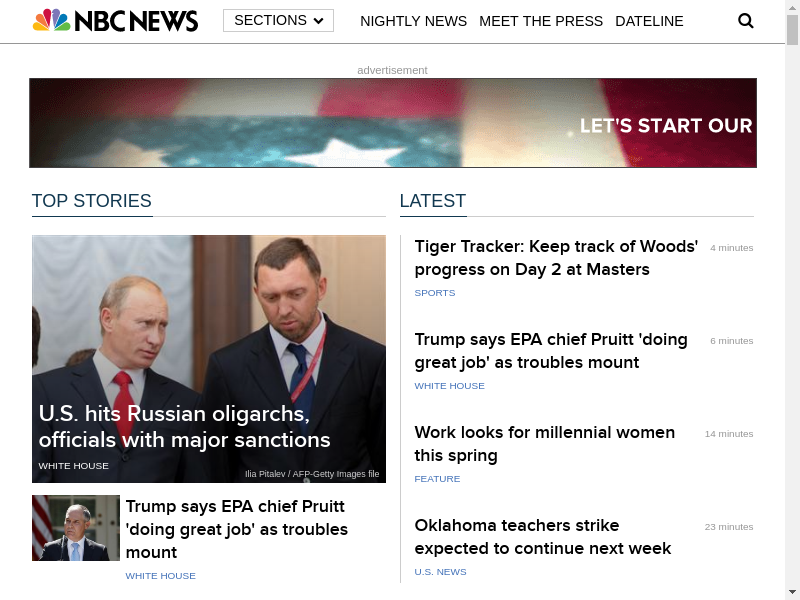 NBC NEWS
SECTIONS
NIGHTLY NEWS
MEET THE PRESS
DATELINE
advertisement
LET'S START OUR
TOP STORIES
U.S. hits Russian oligarchs,
officials with major sanctions
WHITE HOUSE
Ilia Pitalev / AFP-Getty Images file
Trump says EPA chief Pruitt
'doing great job' as troubles
mount
WHITE HOUSE
LATEST
Tiger Tracker: Keep track of Woods'
progress on Day 2 at Masters
4 minutes
SPORTS
Trump says EPA chief Pruitt 'doing
great job' as troubles mount
6 minutes
WHITE HOUSE
Work looks for millennial women
this spring
14 minutes
FEATURE
Oklahoma teachers strike
expected to continue next week
23 minutes
U.S. NEWS